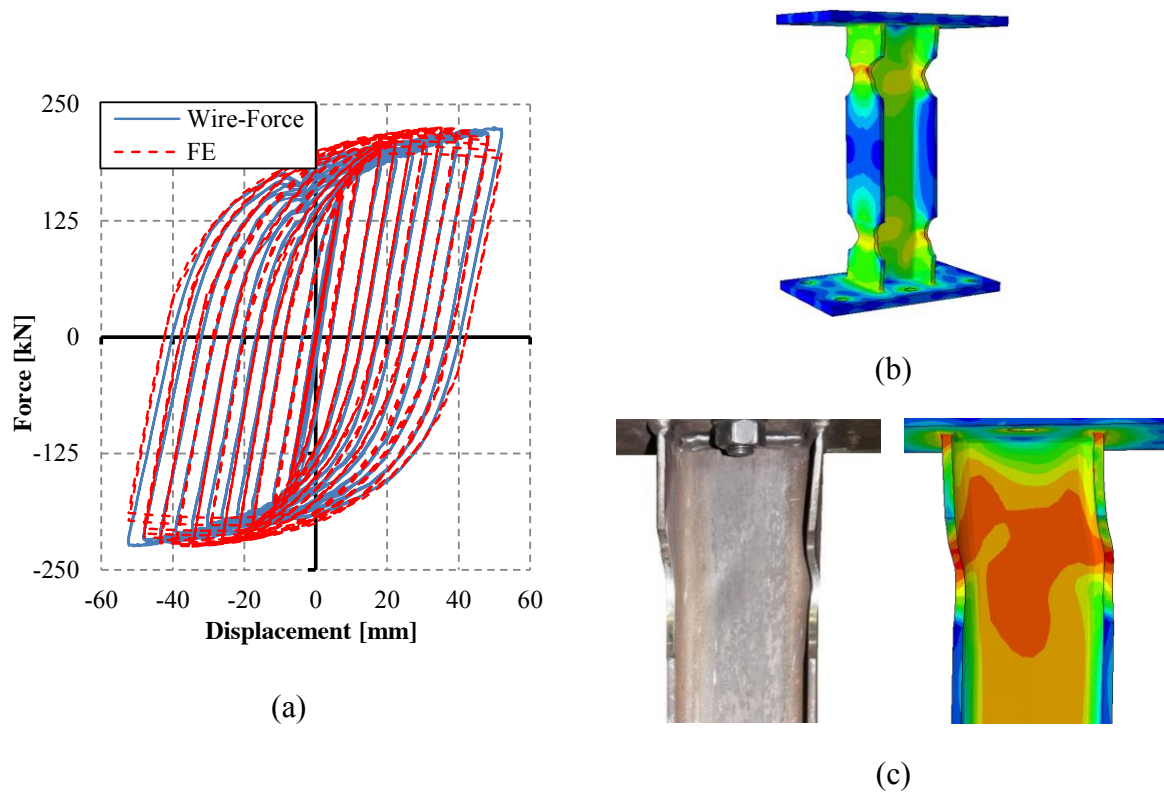 Wire-Force
FE
250
125
0
-125
-250
Force [kN]
-60 -40 -20 0 20 40 60
Displacement [mm]
(a)
(b)
(c)